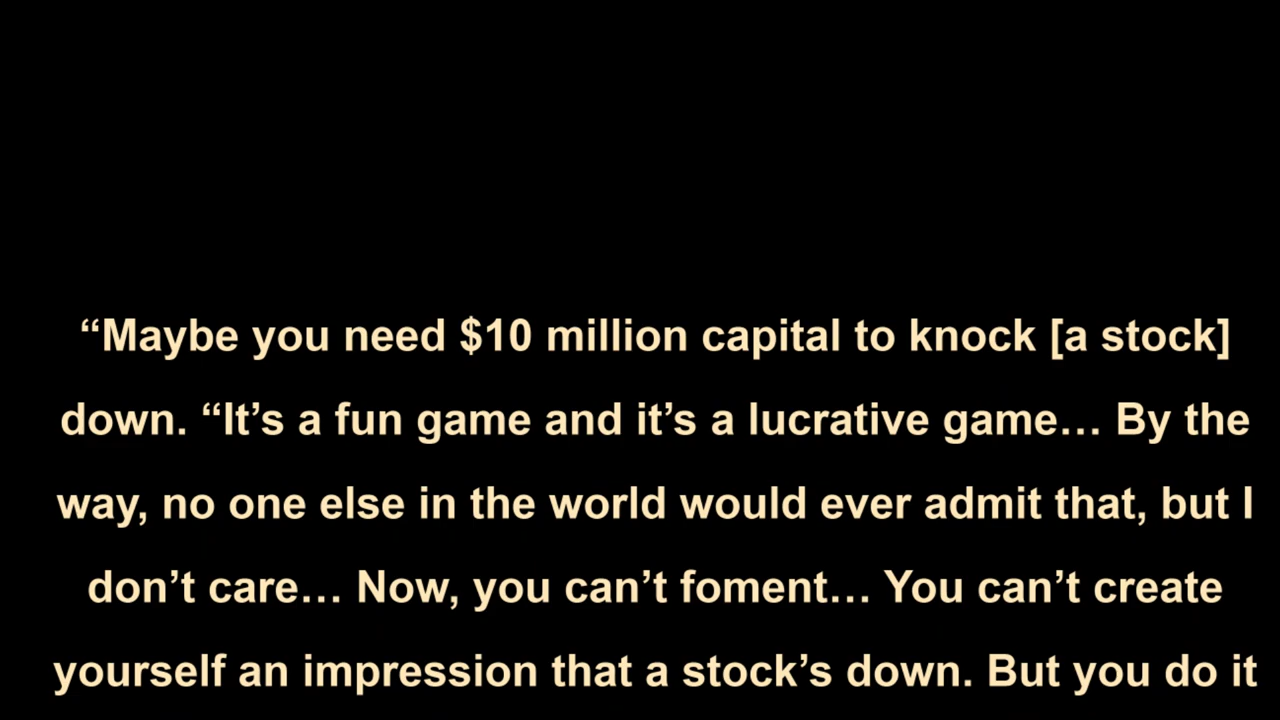 “Maybe you need $10 million capital to knock [a stock]
down. “It’s a fun game and it’s a lucrative game… By the
way, no one else in the world would ever admit that, but I
don’t care… Now, you can’t foment… You can’t create
yourself an impression that a stock’s down. But you do it